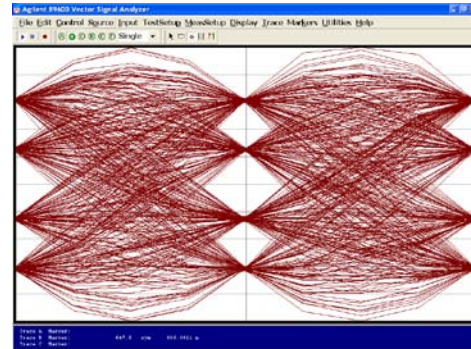 Agilent 89600 Vector Signal Analyzer
File Edit Control Source Input TestSetup MeasSetup Display Trace Markers Utilities Help
Single
Trace A Marker:
Trace B Marker: sym
Trace C Marker: